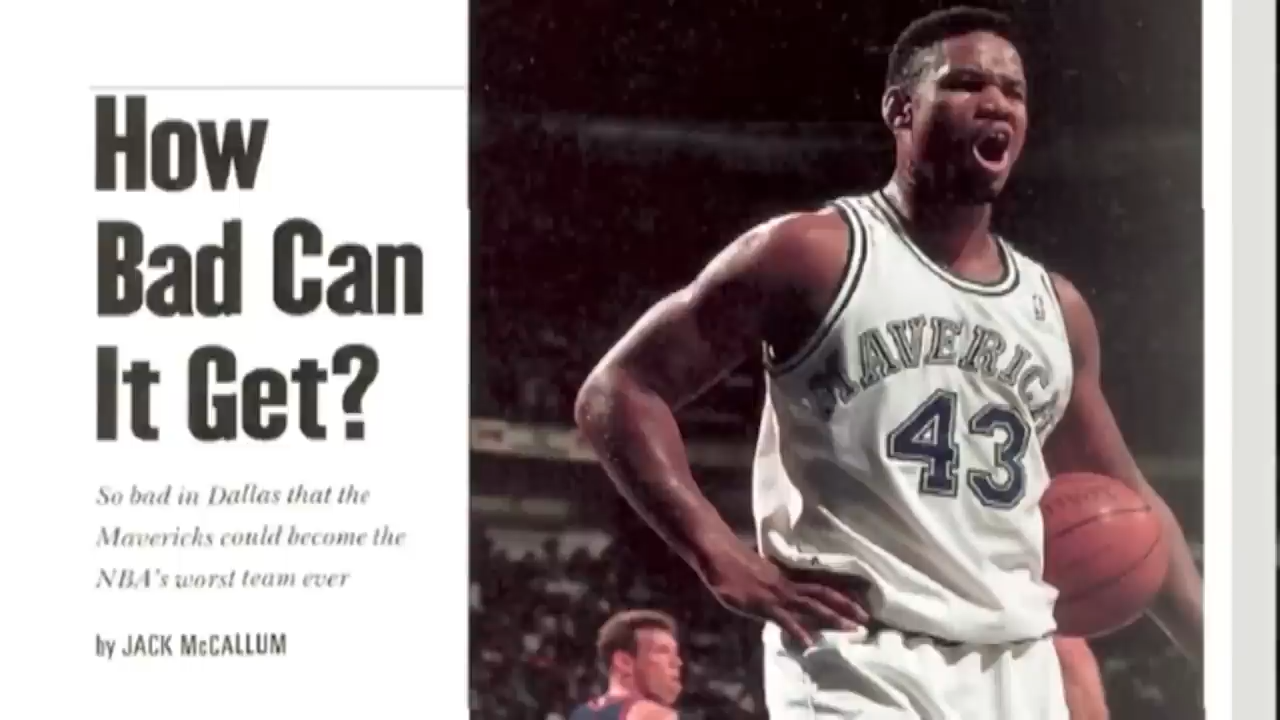 How
Bad Can
It Get?
So bad in Dallas that the
Mavericks could become the
NBA's worst team ever
by JACK McCALLUM
MAVERICK
43